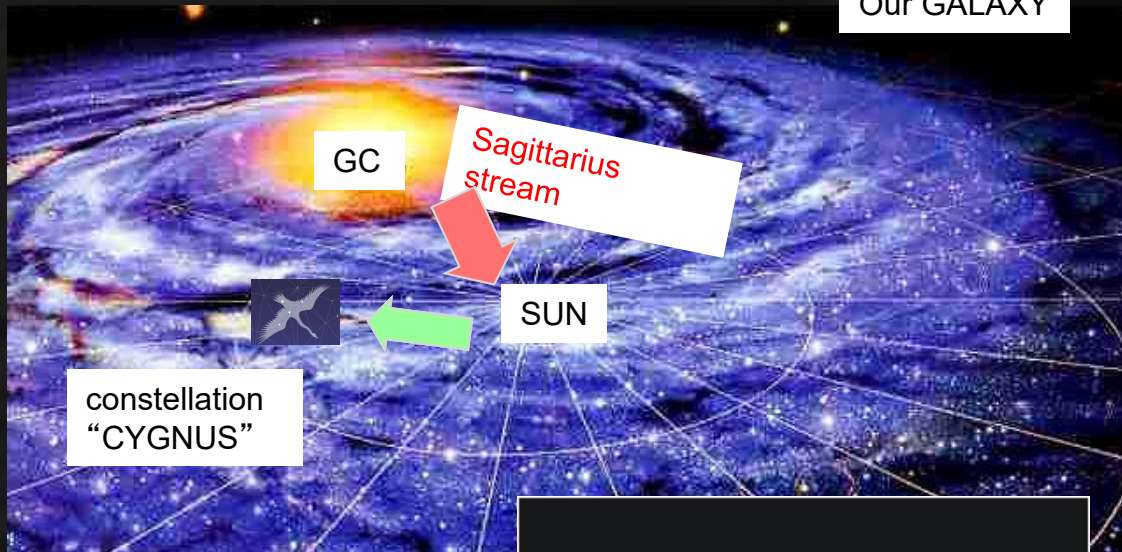 Our GALAXY
GC
Sagittarius
stream
SUN
constellation
“CYGNUS”